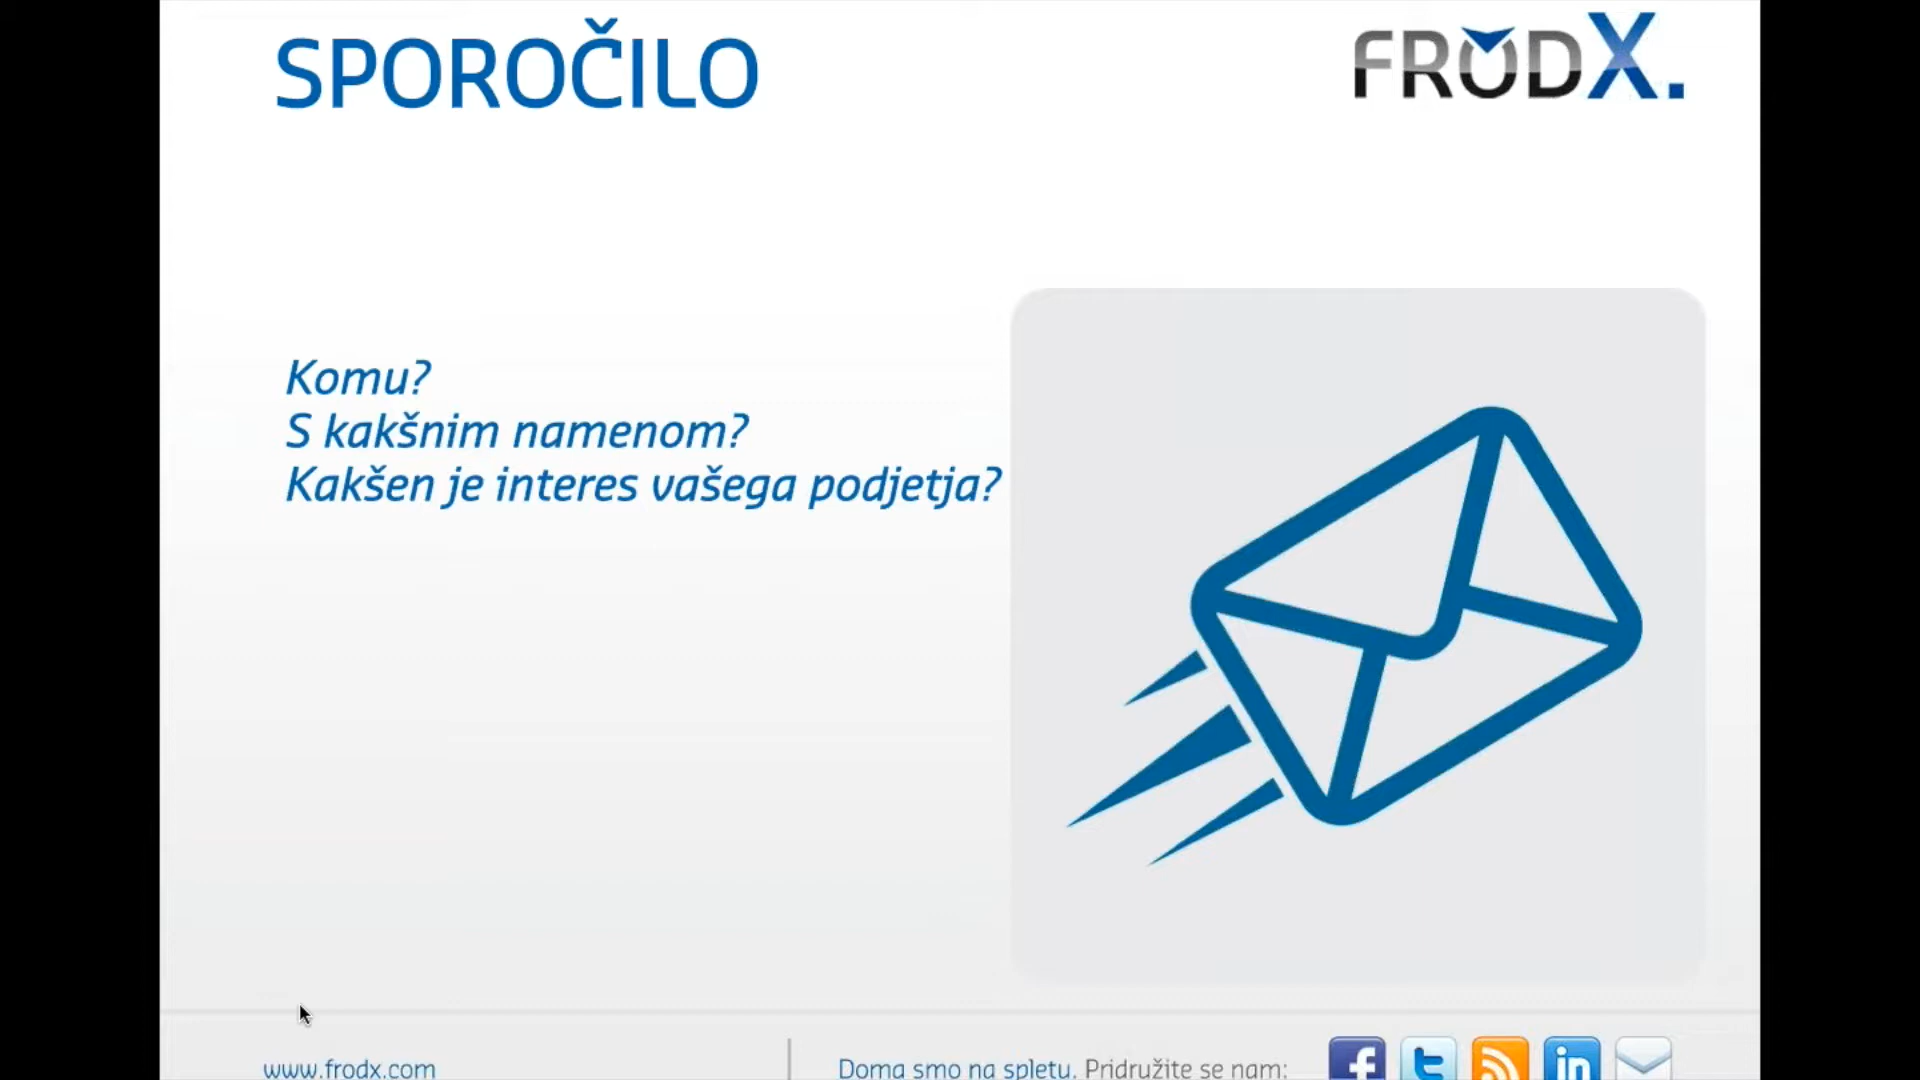 SPOROČILO
FRODX.
Komu?
S kakšnim namenom?
Kakšen je interes vašega podjetja?
www.frodx.com
Doma smo na spletu. Pridružite se nam: